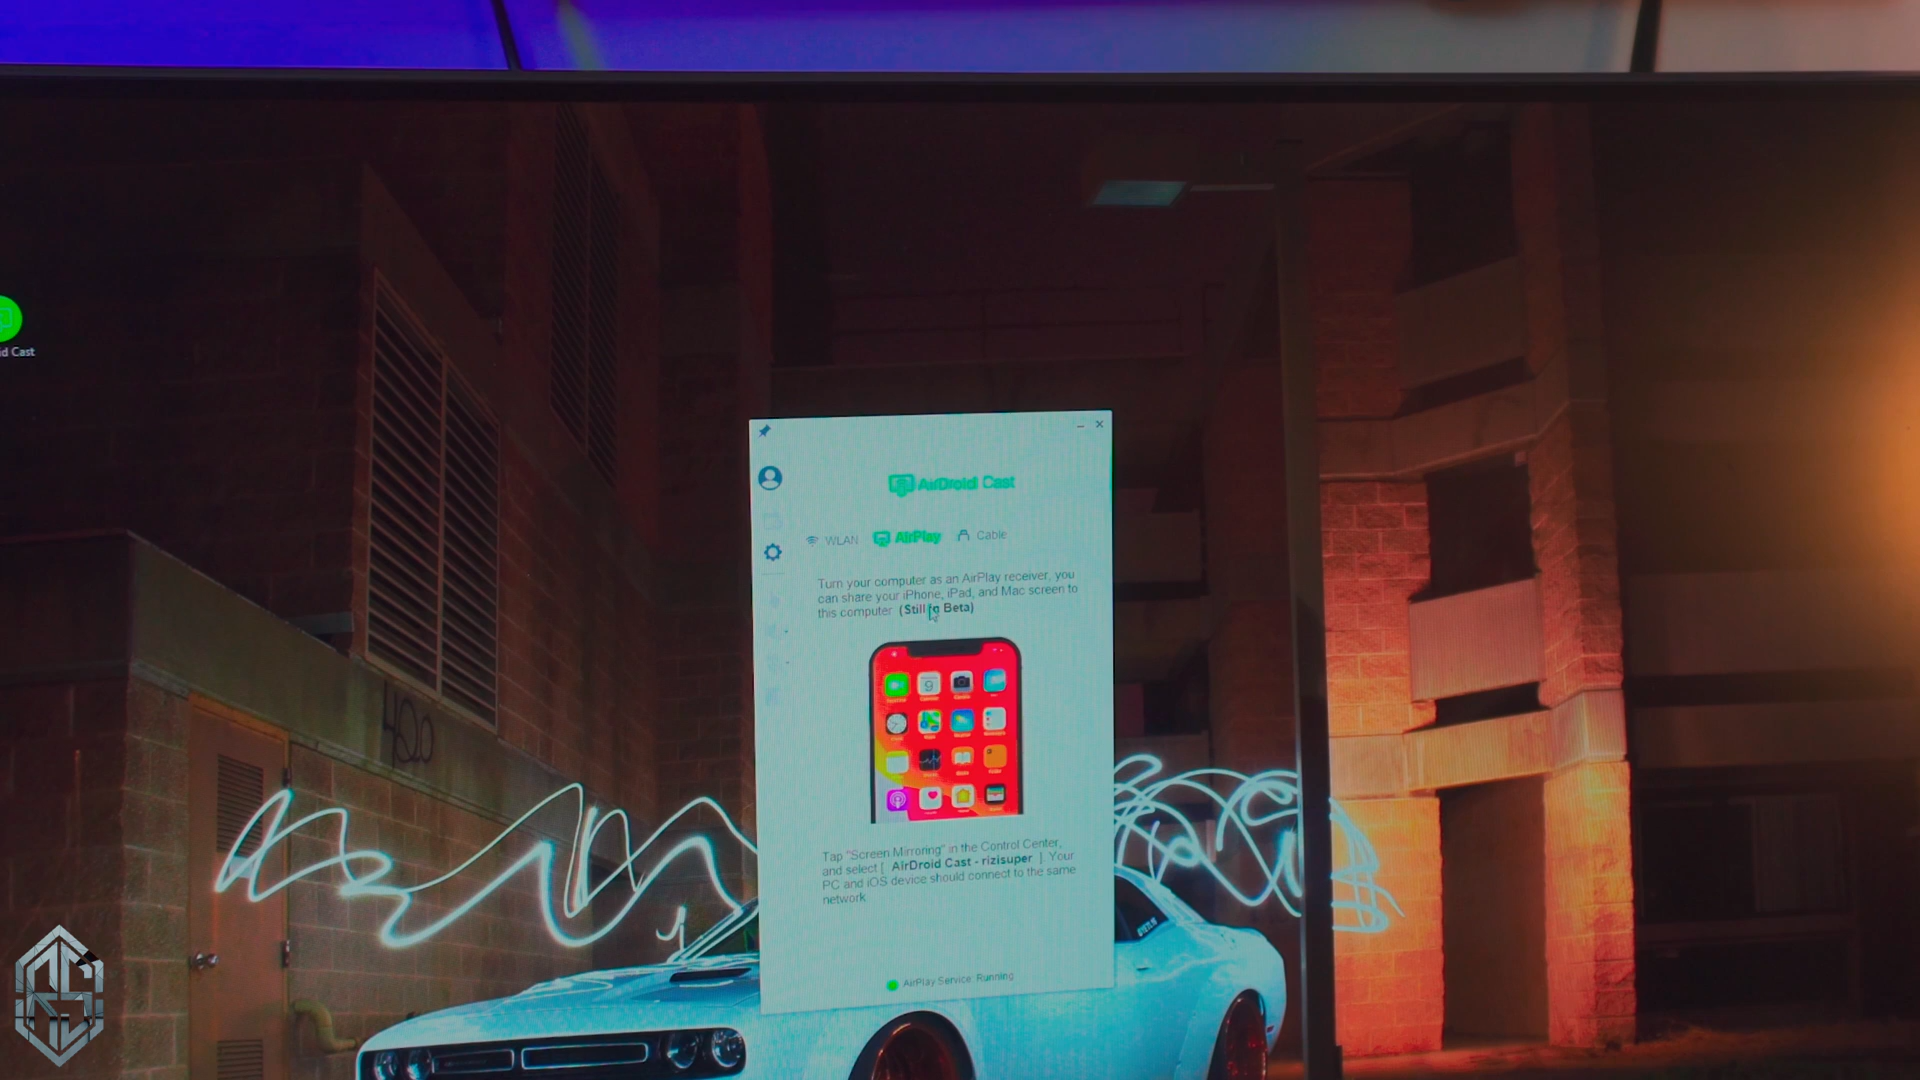 id Cast
AirDroid Cast
WLAN AirPlay Cable
Turn your computer as an AirPlay receiver, you
can share your iPhone, iPad, and Mac screen to
this computer (Still in Beta)
9
Tap "Screen Mirroring" in the Control Center,
and select [ AirDroid Cast - rizisuper ]. Your
PC and iOS device should connect to the same
network
AirPlay Service: Running
420